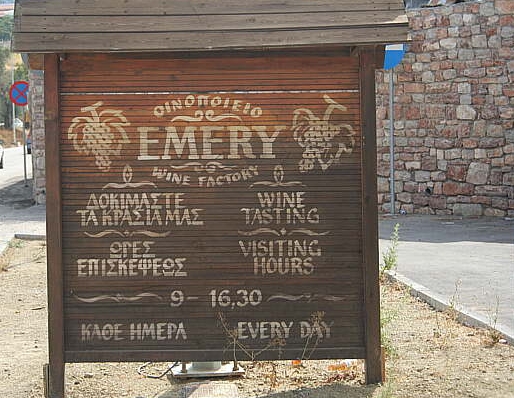 ΟΙΝΟΠΟΙΕΙΟ
EMERY
WINE FACTORY
ΔΟΚΙΜΑΣΤΕ
ΤΑ ΚΡΑΣΙΑ ΜΑΣ
WINE
TASTING
ΩΡΕΣ
ΕΠΙΣΚΕΨΕΩΣ
VISITING
HOURS
9 - 16,30
ΚΑΘΕ ΗΜΕΡΑ
EVERY DAY